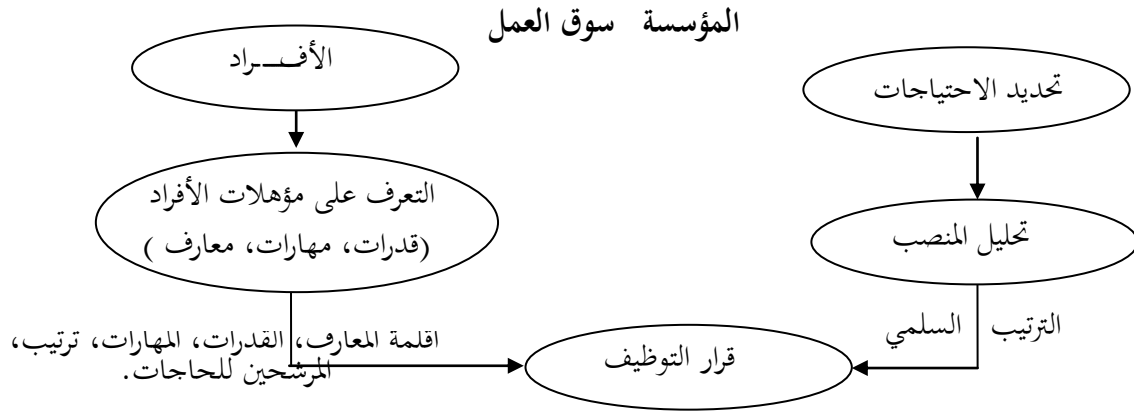 المؤسسة سوق العمل
تحديد الاحتياجات
الأفـــراد
تحليل المنصب
التعرف على مؤهلات الأفراد
(قدرات، مهارات، معارف )
الترتيب السلمي
اقلمة المعارف، القدرات، المهارات، ترتيب،
المرشحين للحاجات.
قرار التوظيف